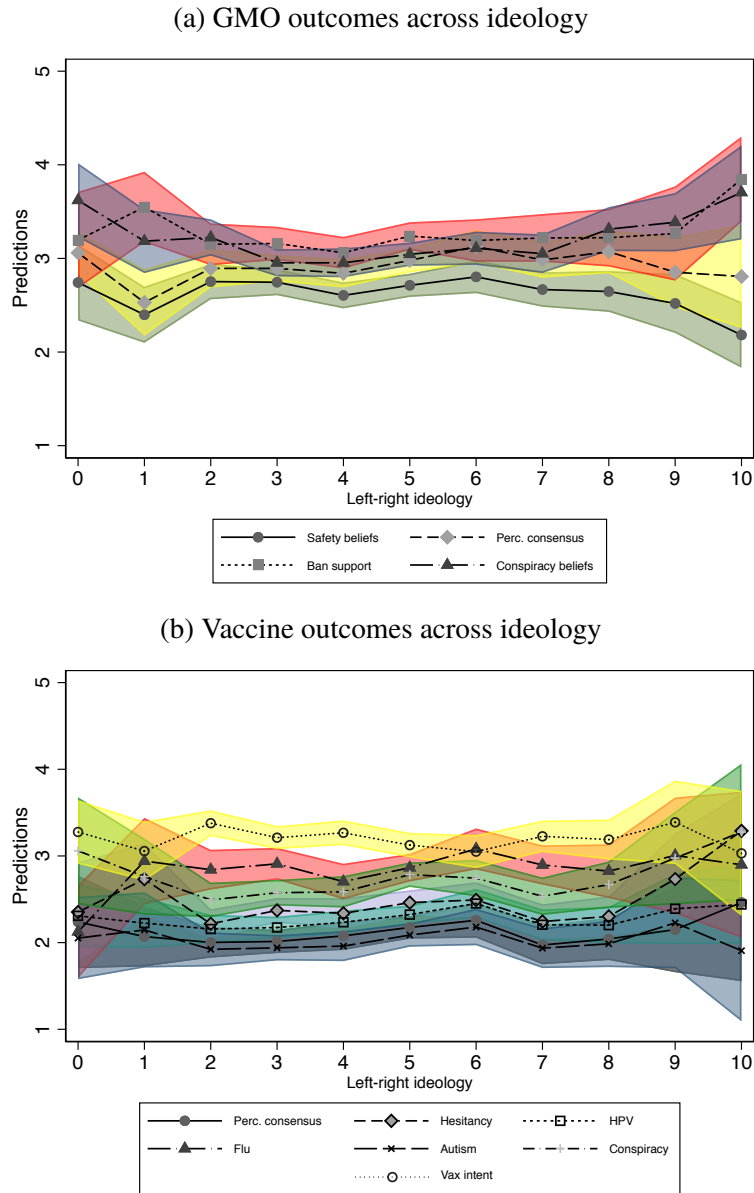 (a) GMO outcomes across ideology
5
4
3
2
1
Predictions
0 1 2 3 4 5 6 7 8 9 10
Left-right ideology
Safety beliefs Perc. consensus
Ban support Conspiracy beliefs
(b) Vaccine outcomes across ideology
5
4
3
2
1
Predictions
0 1 2 3 4 5 6 7 8 9 10
Left-right ideology
Perc. consensus Hesitancy HPV
Flu Autism Conspiracy
Vax intent